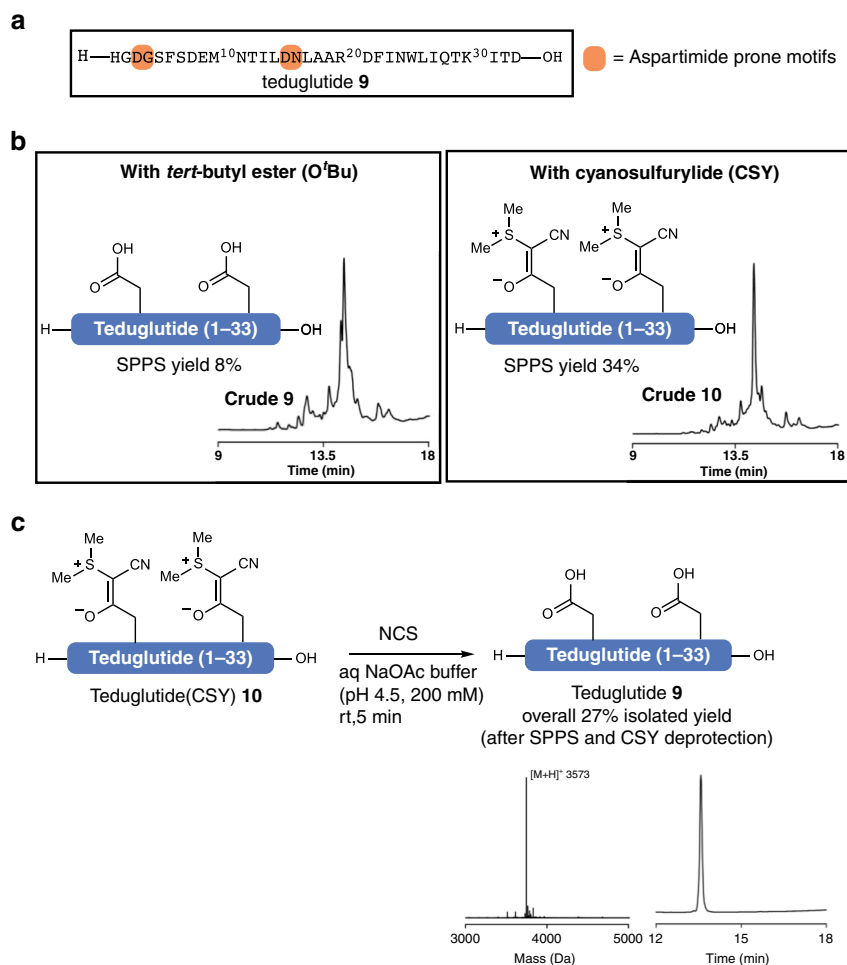 a
H—HGDGSFSDEM¹⁰NTILDNLAAR²⁰DFINWLIQTK³⁰ITD—OH
teduglutide 9
= Aspartimide prone motifs
b
With tert-butyl ester (OᵗBu)
OH
O
OH
O
H
Teduglutide (1–33)
OH
SPPS yield 8%
Crude 9
9
13.5
18
Time (min)
With cyanosulfurylide (CSY)
Me
+
S
Me
CN
−O
Me
+
S
Me
CN
−O
H
Teduglutide (1–33)
OH
SPPS yield 34%
Crude 10
9
13.5
18
Time (min)
c
Me
+
S
Me
CN
−O
Me
+
S
Me
CN
−O
H
Teduglutide (1–33)
OH
Teduglutide(CSY) 10
NCS
aq NaOAc buffer
(pH 4.5, 200 mM)
rt,5 min
OH
O
OH
O
H
Teduglutide (1–33)
OH
Teduglutide 9
overall 27% isolated yield
(after SPPS and CSY deprotection)
[M+H]⁺ 3573
3000
4000
5000
Mass (Da)
12
15
18
Time (min)